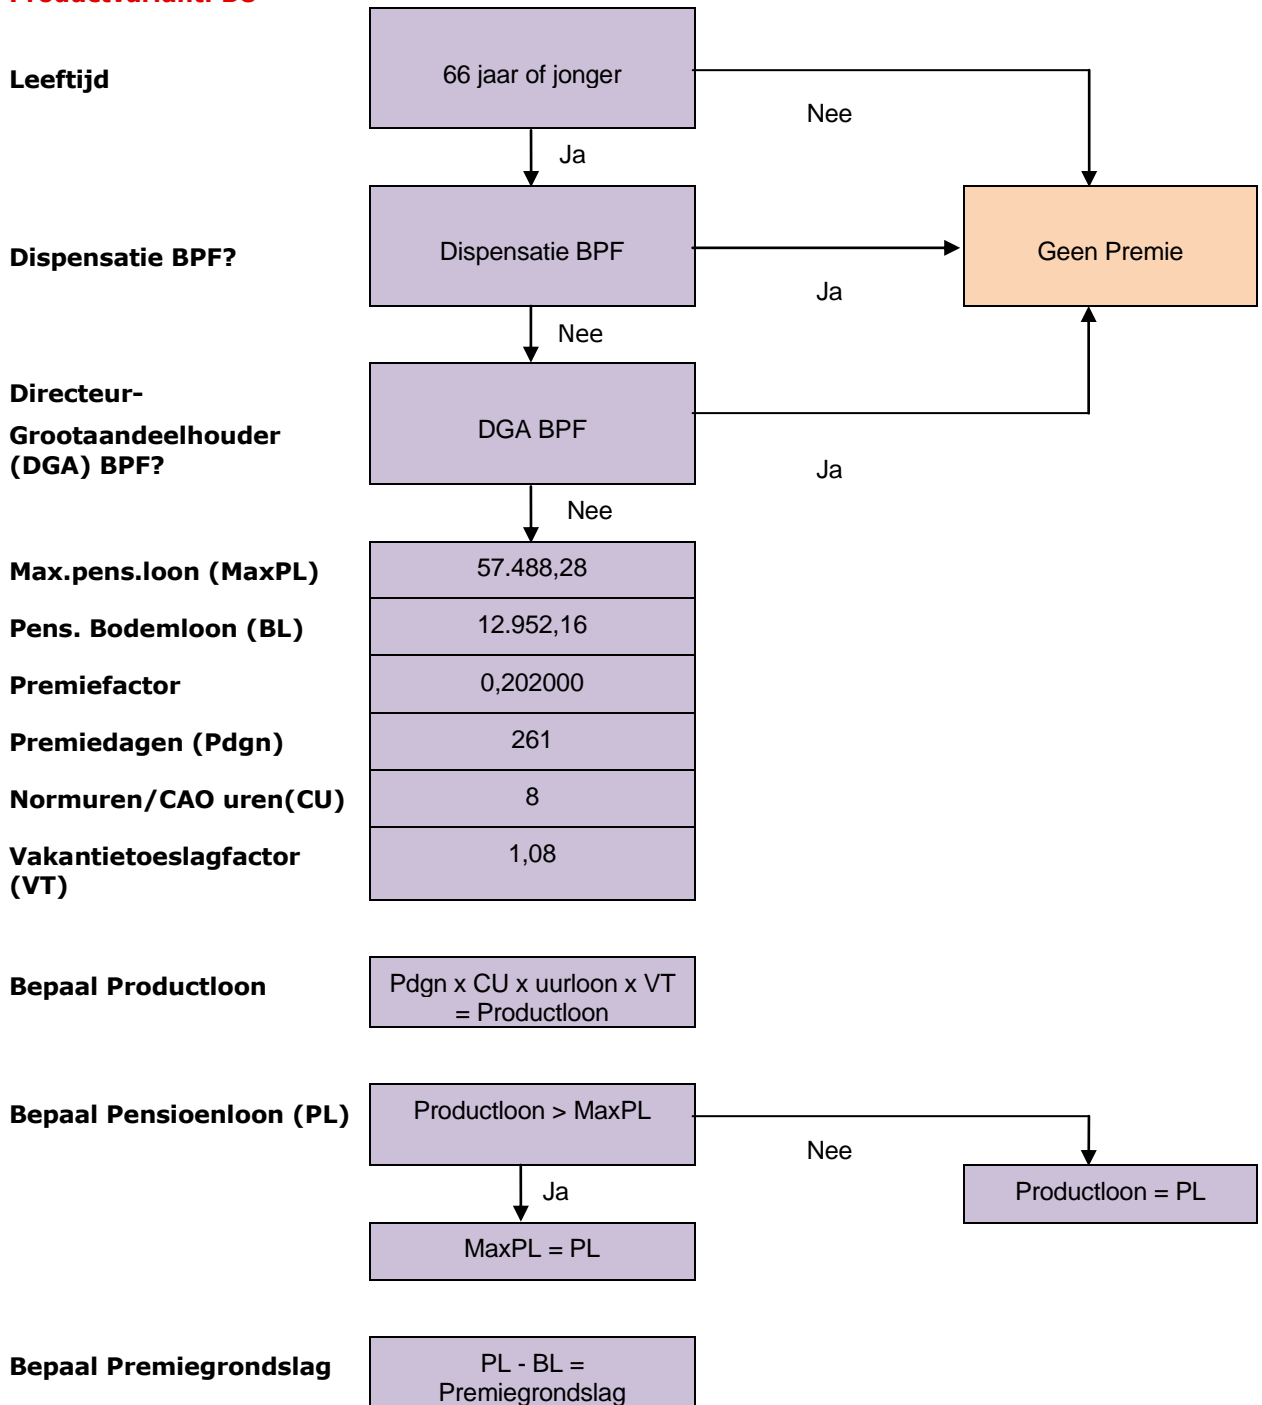 Leeftijd
66 jaar of jonger
Nee
Ja
Dispensatie BPF?
Dispensatie BPF
Geen Premie
Ja
Nee
Directeur-
Grootaandeelhouder
(DGA) BPF?
DGA BPF
Ja
Nee
Max.pens.loon (MaxPL)
57.488,28
Pens. Bodemloon (BL)
12.952,16
Premiefactor
0,202000
Premiedagen (Pdgn)
261
Normuren/CAO uren(CU)
8
Vakantietoeslagfactor
(VT)
1,08
Bepaal Productloon
Pdgn x CU x uurloon x VT
= Productloon
Bepaal Pensioenloon (PL)
Productloon > MaxPL
Nee
Ja
Productloon = PL
MaxPL = PL
Bepaal Premiegrondslag
PL - BL =
Premiegrondslag